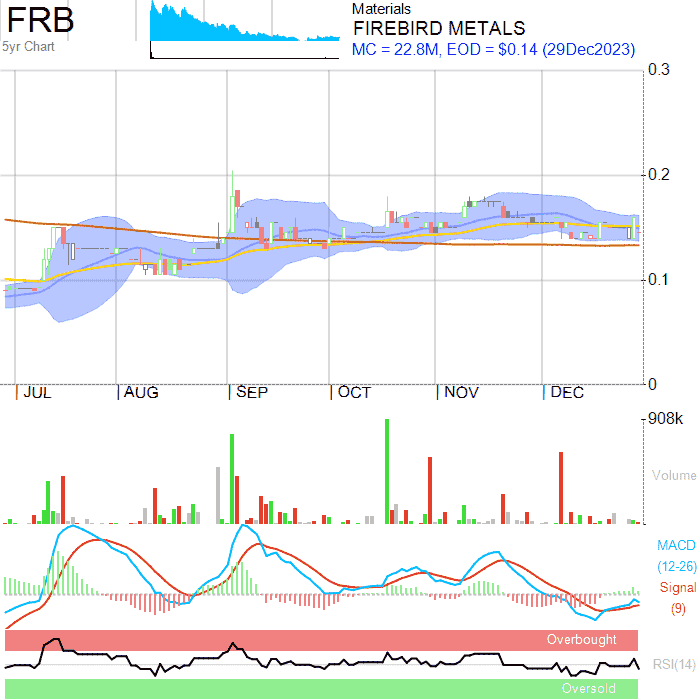 FRB
5yr Chart
Materials
FIREBIRD METALS
MC = 22.8M, EOD = $0.14 (29Dec2023)
0.3
0.2
0.1
0
JUL AUG SEP OCT NOV DEC
908k
Volume
MACD
(12-26)
Signal
(9)
Overbought
RSI(14)
Oversold